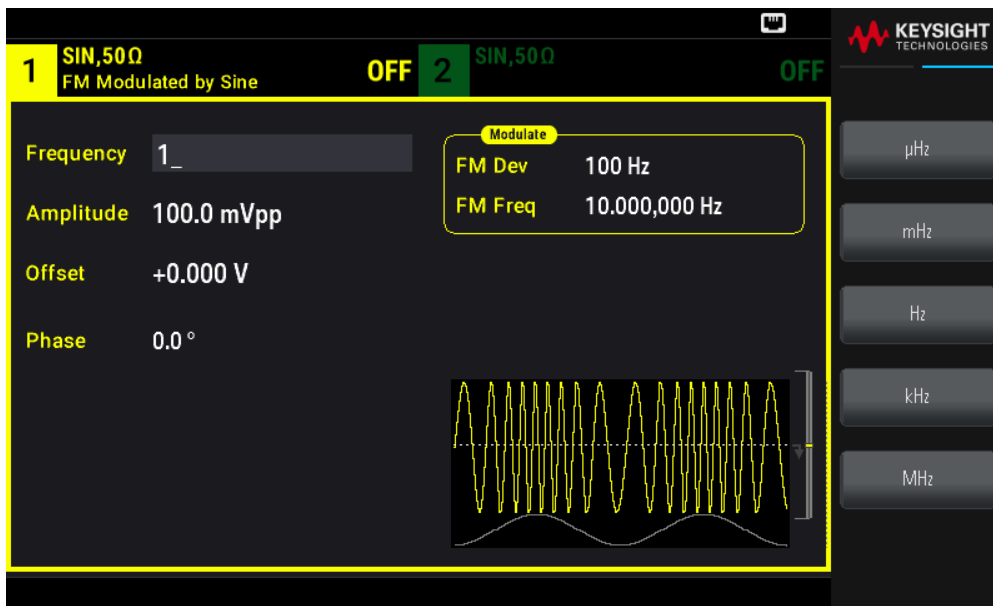 KEYSIGHT
TECHNOLOGIES
1 SIN,50Ω
FM Modulated by Sine
OFF
2 SIN,50Ω
OFF
Frequency 1_
Amplitude 100.0 mVpp
Offset +0.000 V
Phase 0.0 °
Modulate
FM Dev 100 Hz
FM Freq 10.000,000 Hz
µHz
mHz
Hz
kHz
MHz